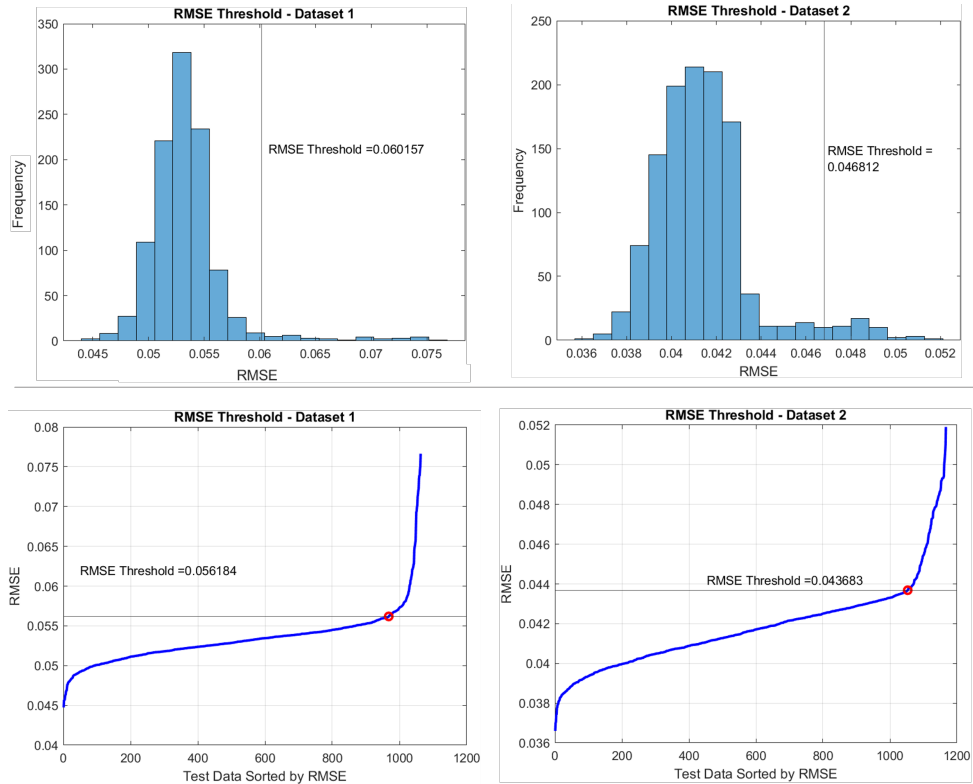 RMSE Threshold - Dataset 1
350
300
250
200
150
100
50
0
Frequency
RMSE Threshold =0.060157
0.045 0.05 0.055 0.06 0.065 0.07 0.075
RMSE
RMSE Threshold - Dataset 2
250
200
150
100
50
0
Frequency
RMSE Threshold =
0.046812
0.036 0.038 0.04 0.042 0.044 0.046 0.048 0.05 0.052
RMSE
RMSE Threshold - Dataset 1
0.08
0.075
0.07
0.065
0.06
0.055
0.05
0.045
0.04
RMSE
RMSE Threshold =0.056184
0 200 400 600 800 1000 1200
Test Data Sorted by RMSE
RMSE Threshold - Dataset 2
0.052
0.05
0.048
0.046
0.044
0.042
0.04
0.038
0.036
RMSE
RMSE Threshold =0.043683
0 200 400 600 800 1000 1200
Test Data Sorted by RMSE